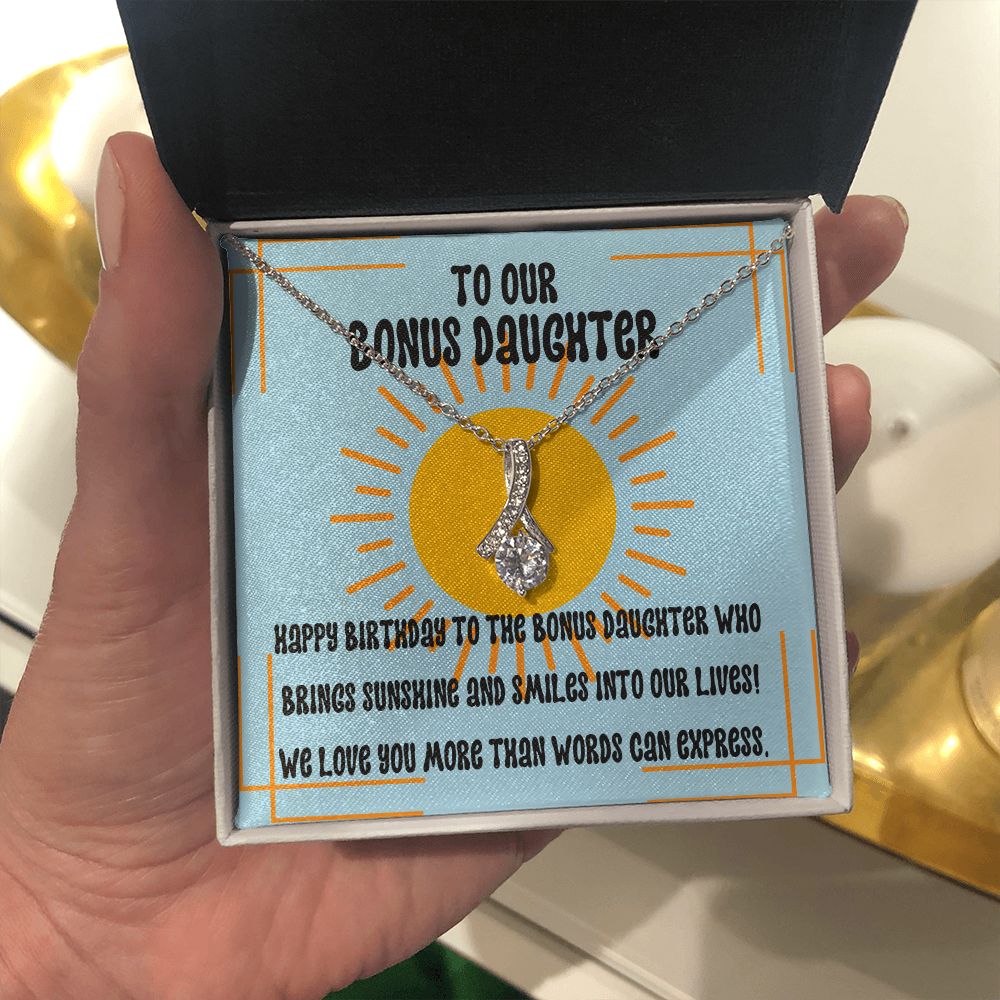 TO OUR
BONUS DAUGHTER
HAPPY BIRTHDAY TO THE BONUS DAUGHTER WHO
BRINGS SUNSHINE AND SMILES INTO OUR LIVES!
WE LOVE YOU MORE THAN WORDS CAN EXPRESS.